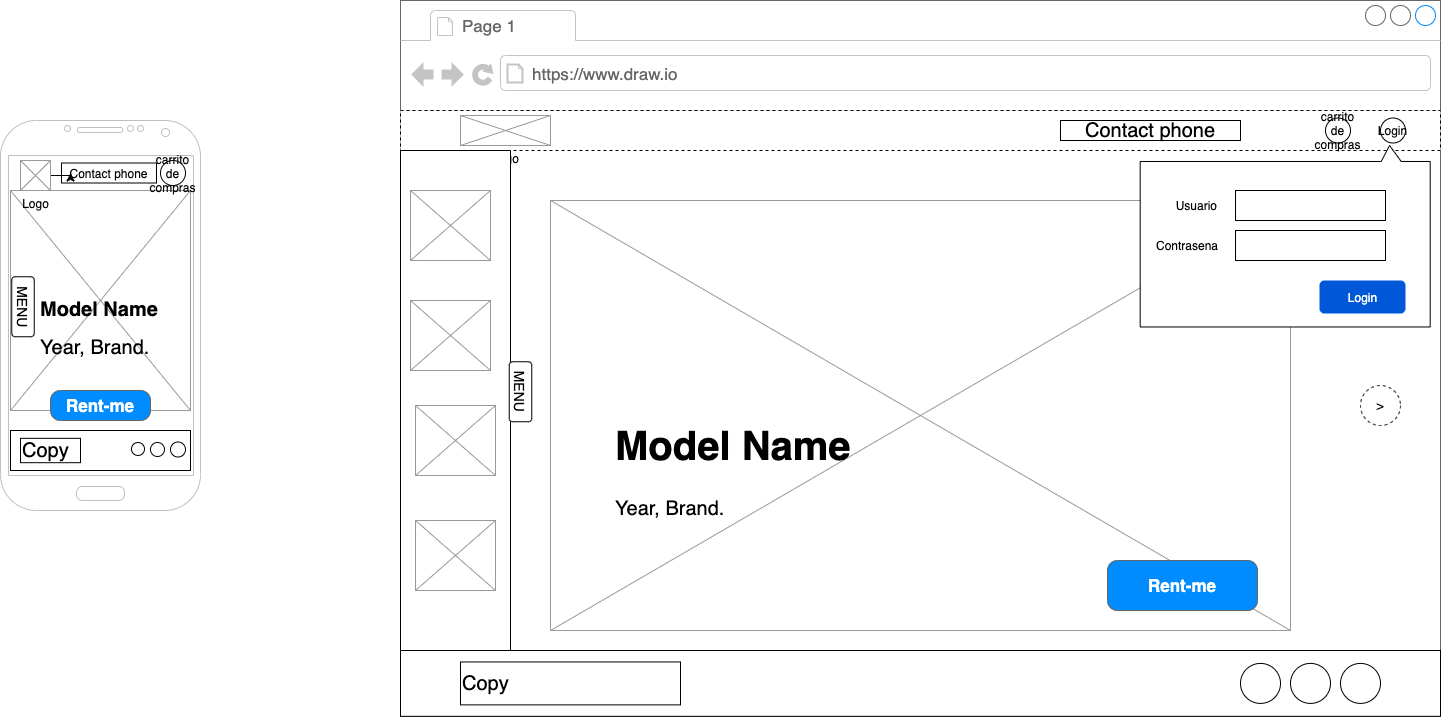 Contact phone
carrito
de
compras
Logo
MENU
Model Name
Year, Brand.
Rent-me
Copy
Page 1
https://www.draw.io
Contact phone
carrito
de
compras
Login
o
Usuario
Contrasena
Login
MENU
>
Model Name
Year, Brand.
Rent-me
Copy